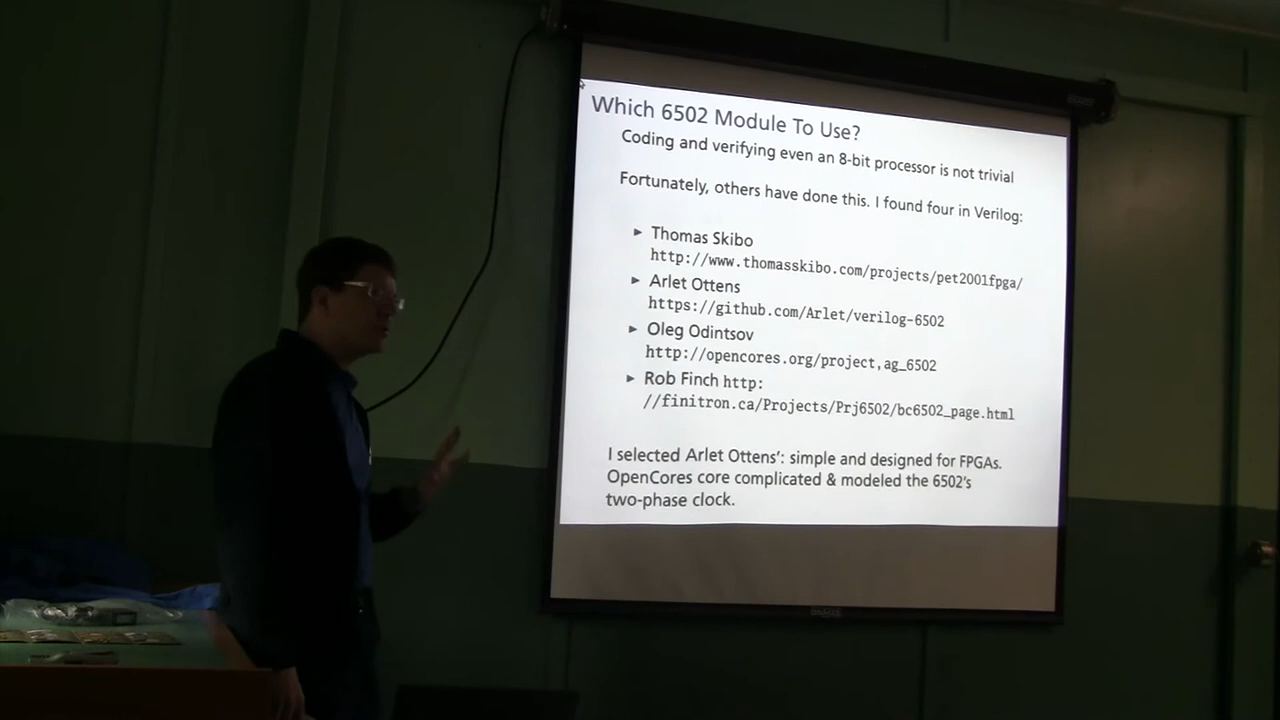 Which 6502 Module To Use?
Coding and verifying even an 8-bit processor is not trivial
Fortunately, others have done this. I found four in Verilog:
► Thomas Skibo
http://www.thomasskibo.com/projects/pet2001fpga/
► Arlet Ottens
https://github.com/Arlet/verilog-6502
► Oleg Odintsov
http://opencores.org/project,ag_6502
► Rob Finch http:
//finitron.ca/Projects/Prj6502/bc6502_page.html
I selected Arlet Ottens’: simple and designed for FPGAs.
OpenCores core complicated & modeled the 6502’s
two-phase clock.